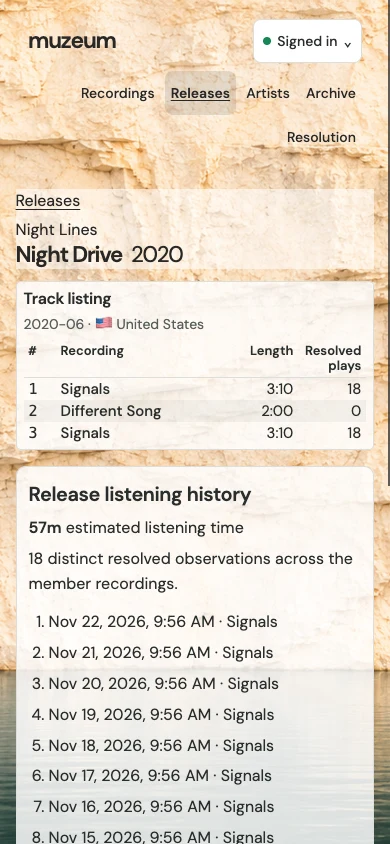 muzeum
Signed in
Recordings Releases Artists Archive
Resolution
Releases
Night Lines
Night Drive 2020
Track listing
2020-06 · 🇺🇸 United States
# Recording Length Resolved plays
1 Signals 3:10 18
2 Different Song 2:00 0
3 Signals 3:10 18
Release listening history
57m estimated listening time
18 distinct resolved observations across the
member recordings.
1. Nov 22, 2026, 9:56 AM · Signals
2. Nov 21, 2026, 9:56 AM · Signals
3. Nov 20, 2026, 9:56 AM · Signals
4. Nov 19, 2026, 9:56 AM · Signals
5. Nov 18, 2026, 9:56 AM · Signals
6. Nov 17, 2026, 9:56 AM · Signals
7. Nov 16, 2026, 9:56 AM · Signals
8. Nov 15, 2026, 9:56 AM · Signals